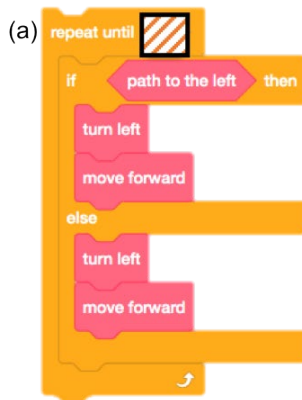 (a) repeat until
if path to the left then
turn left
move forward
else
turn left
move forward